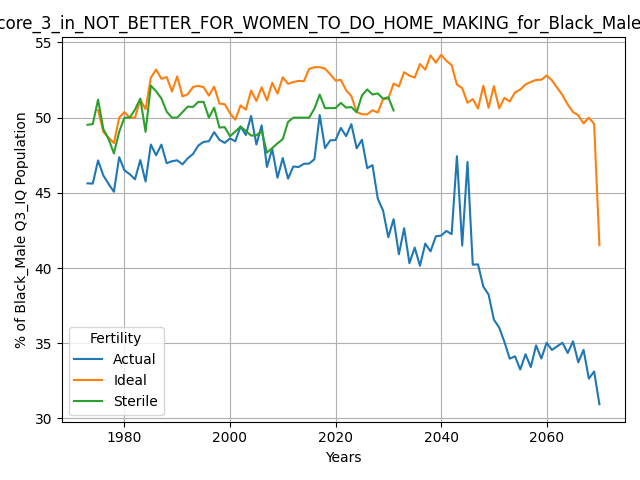 core_3_in_NOT_BETTER_FOR_WOMEN_TO_DO_HOME_MAKING_for_Black_Male
% of Black_Male Q3_IQ Population
55
50
45
40
35
30
Fertility
Actual
Ideal
Sterile
1980
2000
2020
2040
2060
Years